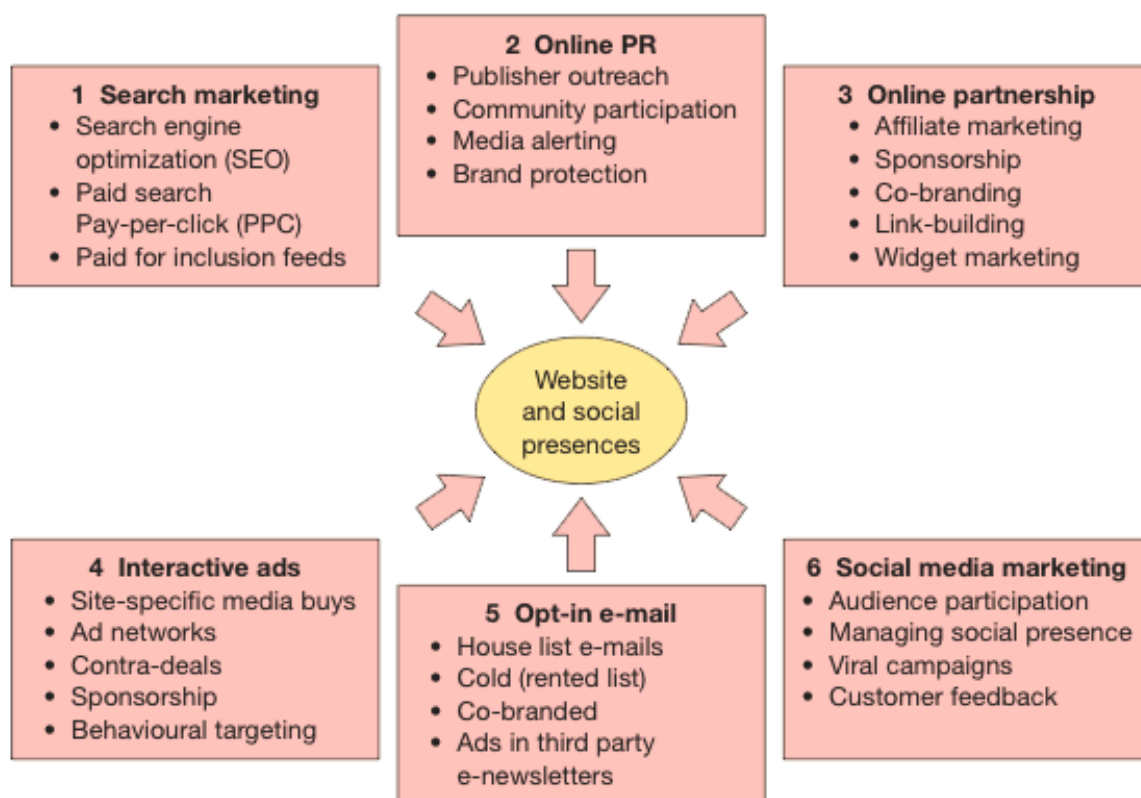 1 Search marketing
• Search engine
optimization (SEO)
• Paid search
Pay-per-click (PPC)
• Paid for inclusion feeds
2 Online PR
• Publisher outreach
• Community participation
• Media alerting
• Brand protection
3 Online partnership
• Affiliate marketing
• Sponsorship
• Co-branding
• Link-building
• Widget marketing
Website
and social
presences
4 Interactive ads
• Site-specific media buys
• Ad networks
• Contra-deals
• Sponsorship
• Behavioural targeting
5 Opt-in e-mail
• House list e-mails
• Cold (rented list)
• Co-branded
• Ads in third party
e-newsletters
6 Social media marketing
• Audience participation
• Managing social presence
• Viral campaigns
• Customer feedback